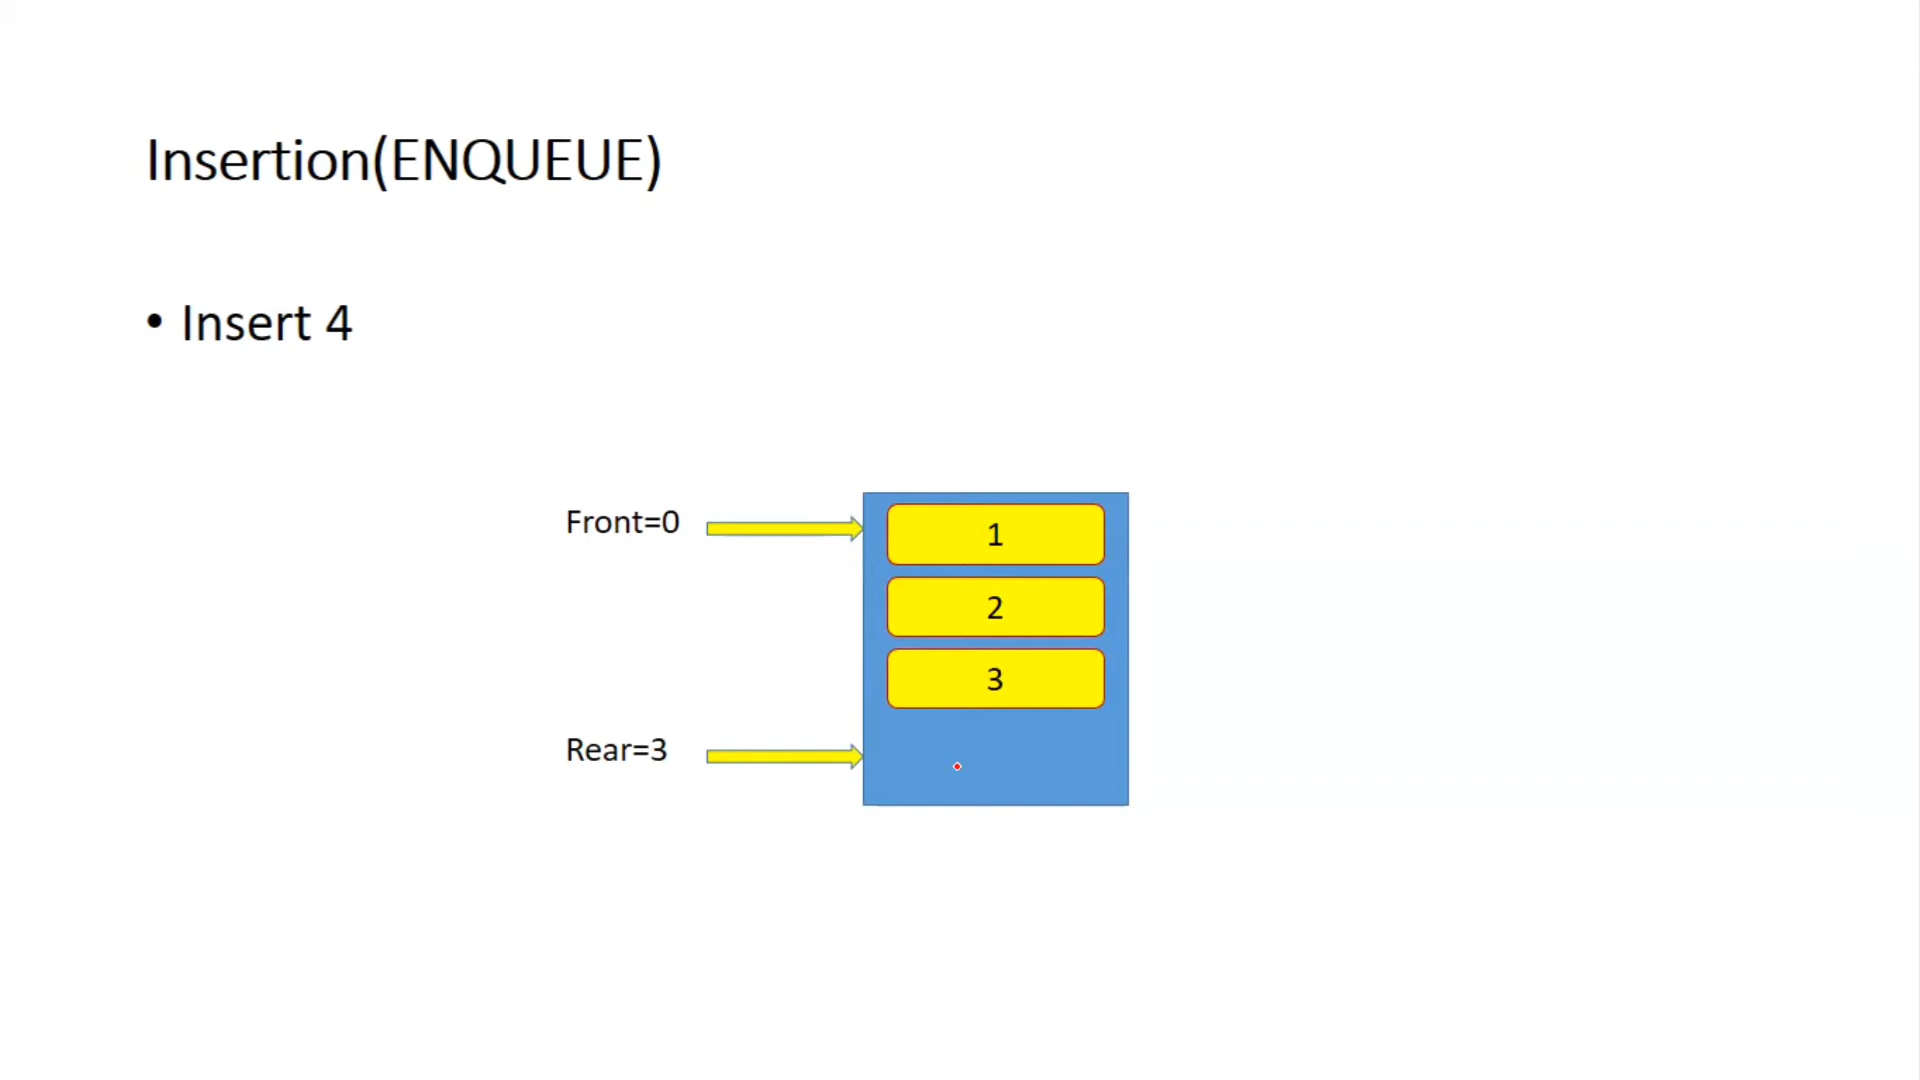 Insertion(ENQUEUE)
• Insert 4
Front=0
1
2
3
Rear=3